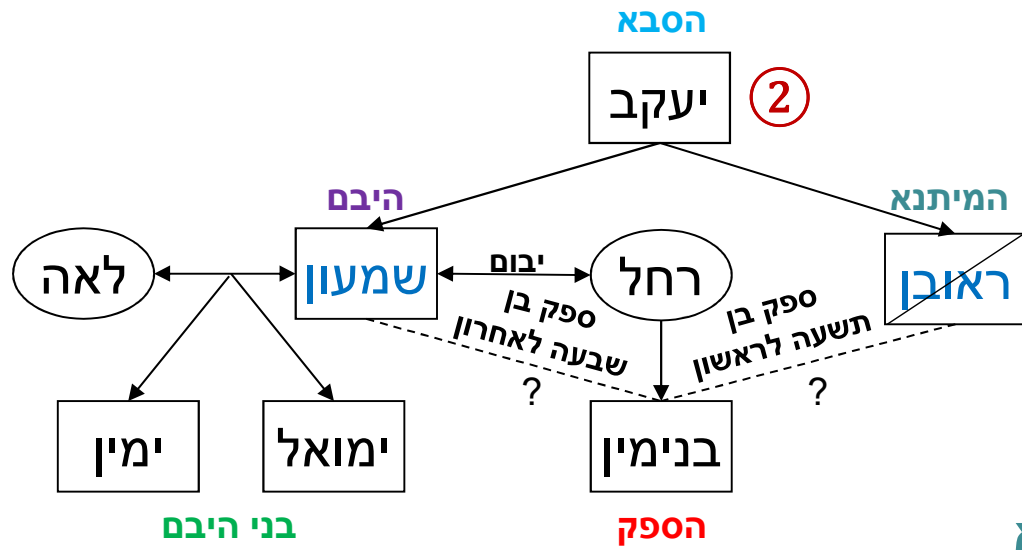 הסבא
יעקב
2
המיתנא
היבם
ראובן
רחל
יבום
שמעון
לאה
ספק בן
תשעה לראשון
?
ספק בן
שבעה לאחרון
?
בנימין
ימואל
ימין
הספק
בני היבם